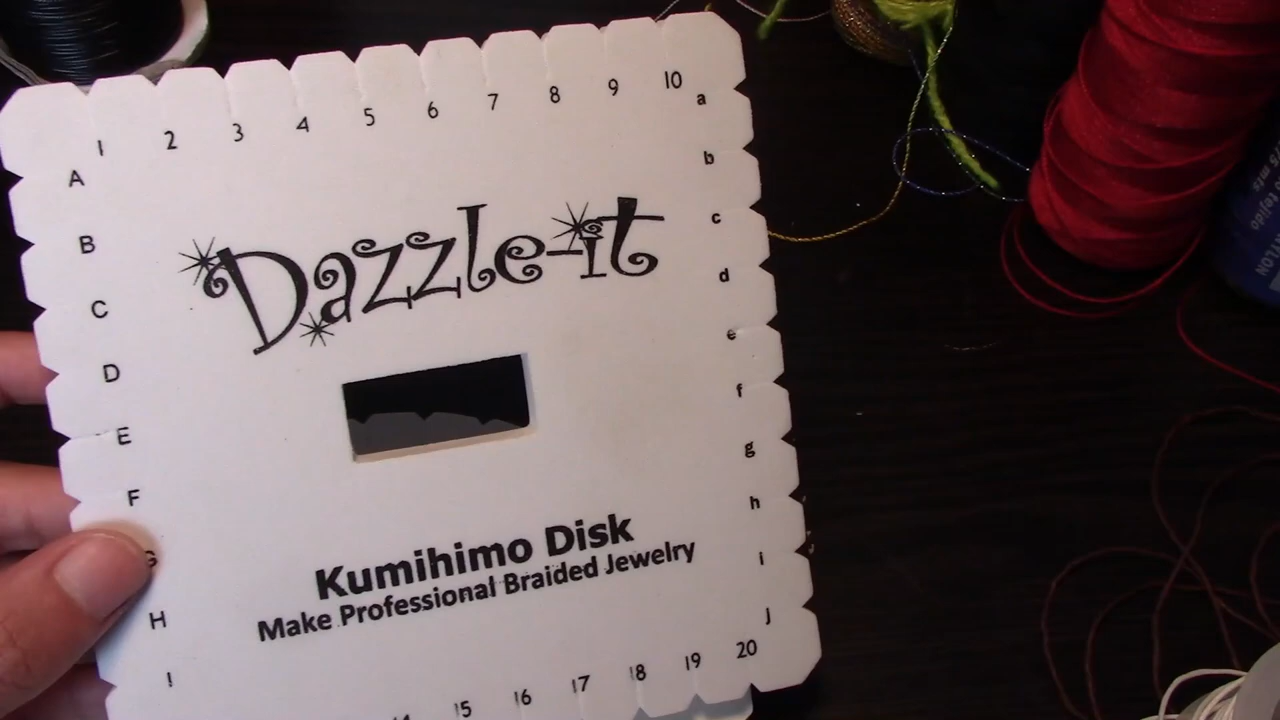 1 2 3 4 5 6 7 8 9 10
A a
B b
C c
D d
E e
F f
G g
H h
I i
j
Dazzle-it
Kumihimo Disk
Make Professional Braided Jewelry
15 16 17 18 19 20
NYLON